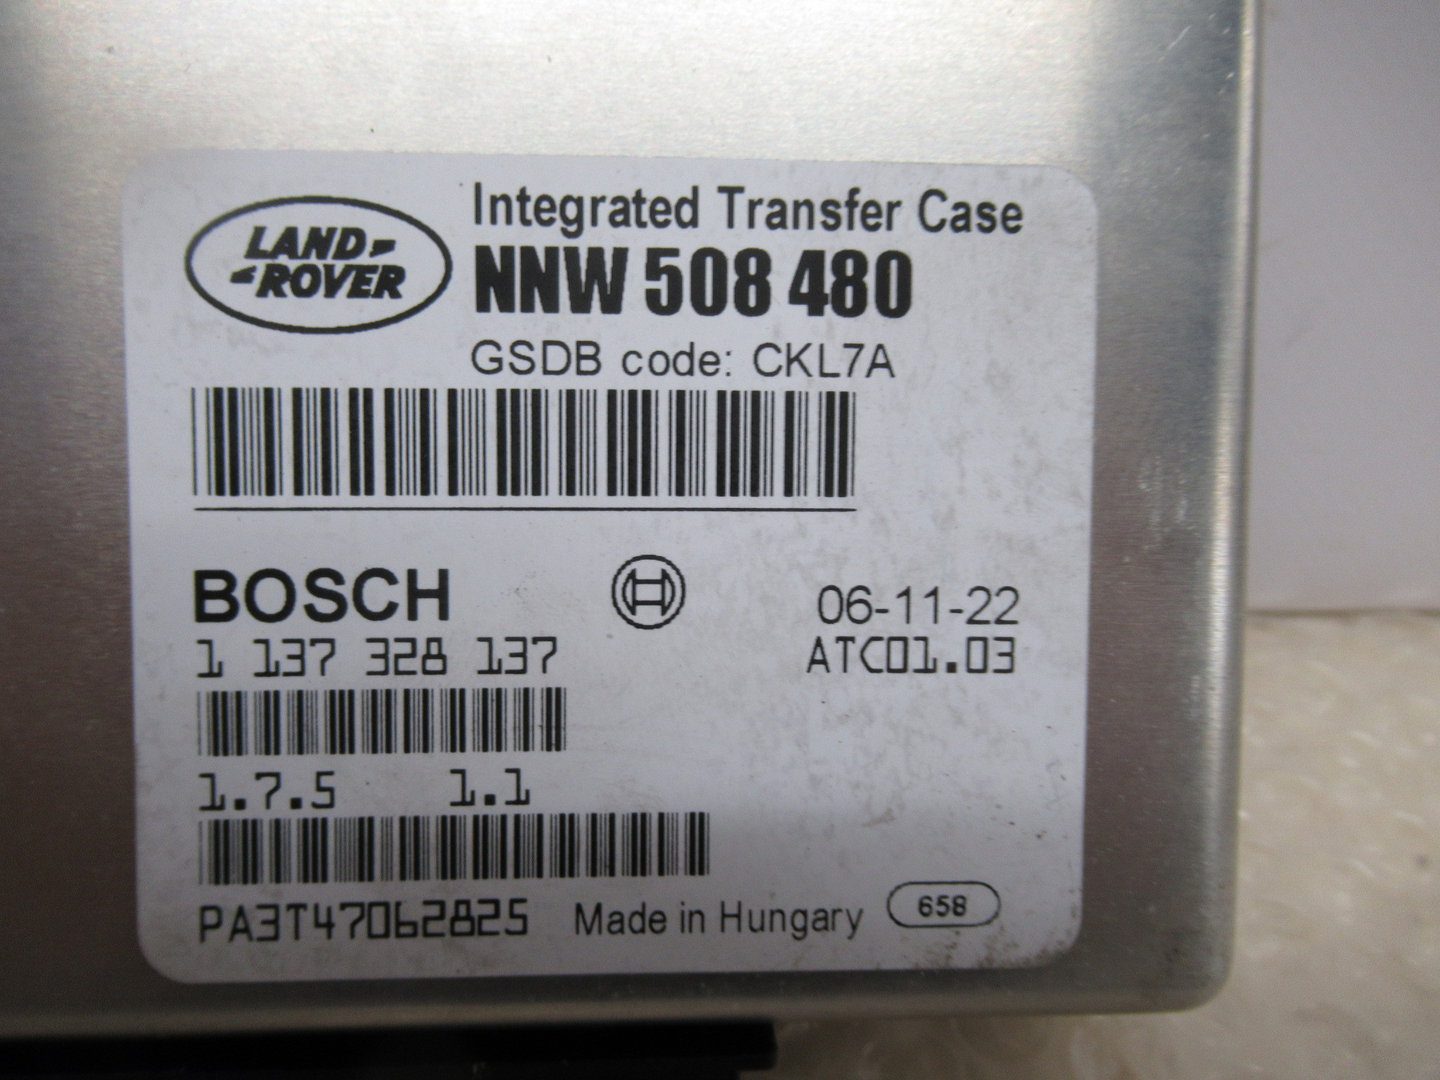 LAND
ROVER
Integrated Transfer Case
NNW 508 480
GSDB code: CKL7A
BOSCH
06-11-22
1 137 328 137
ATC01.03
1.7.5 1.1
PA3T47062825
Made in Hungary
658